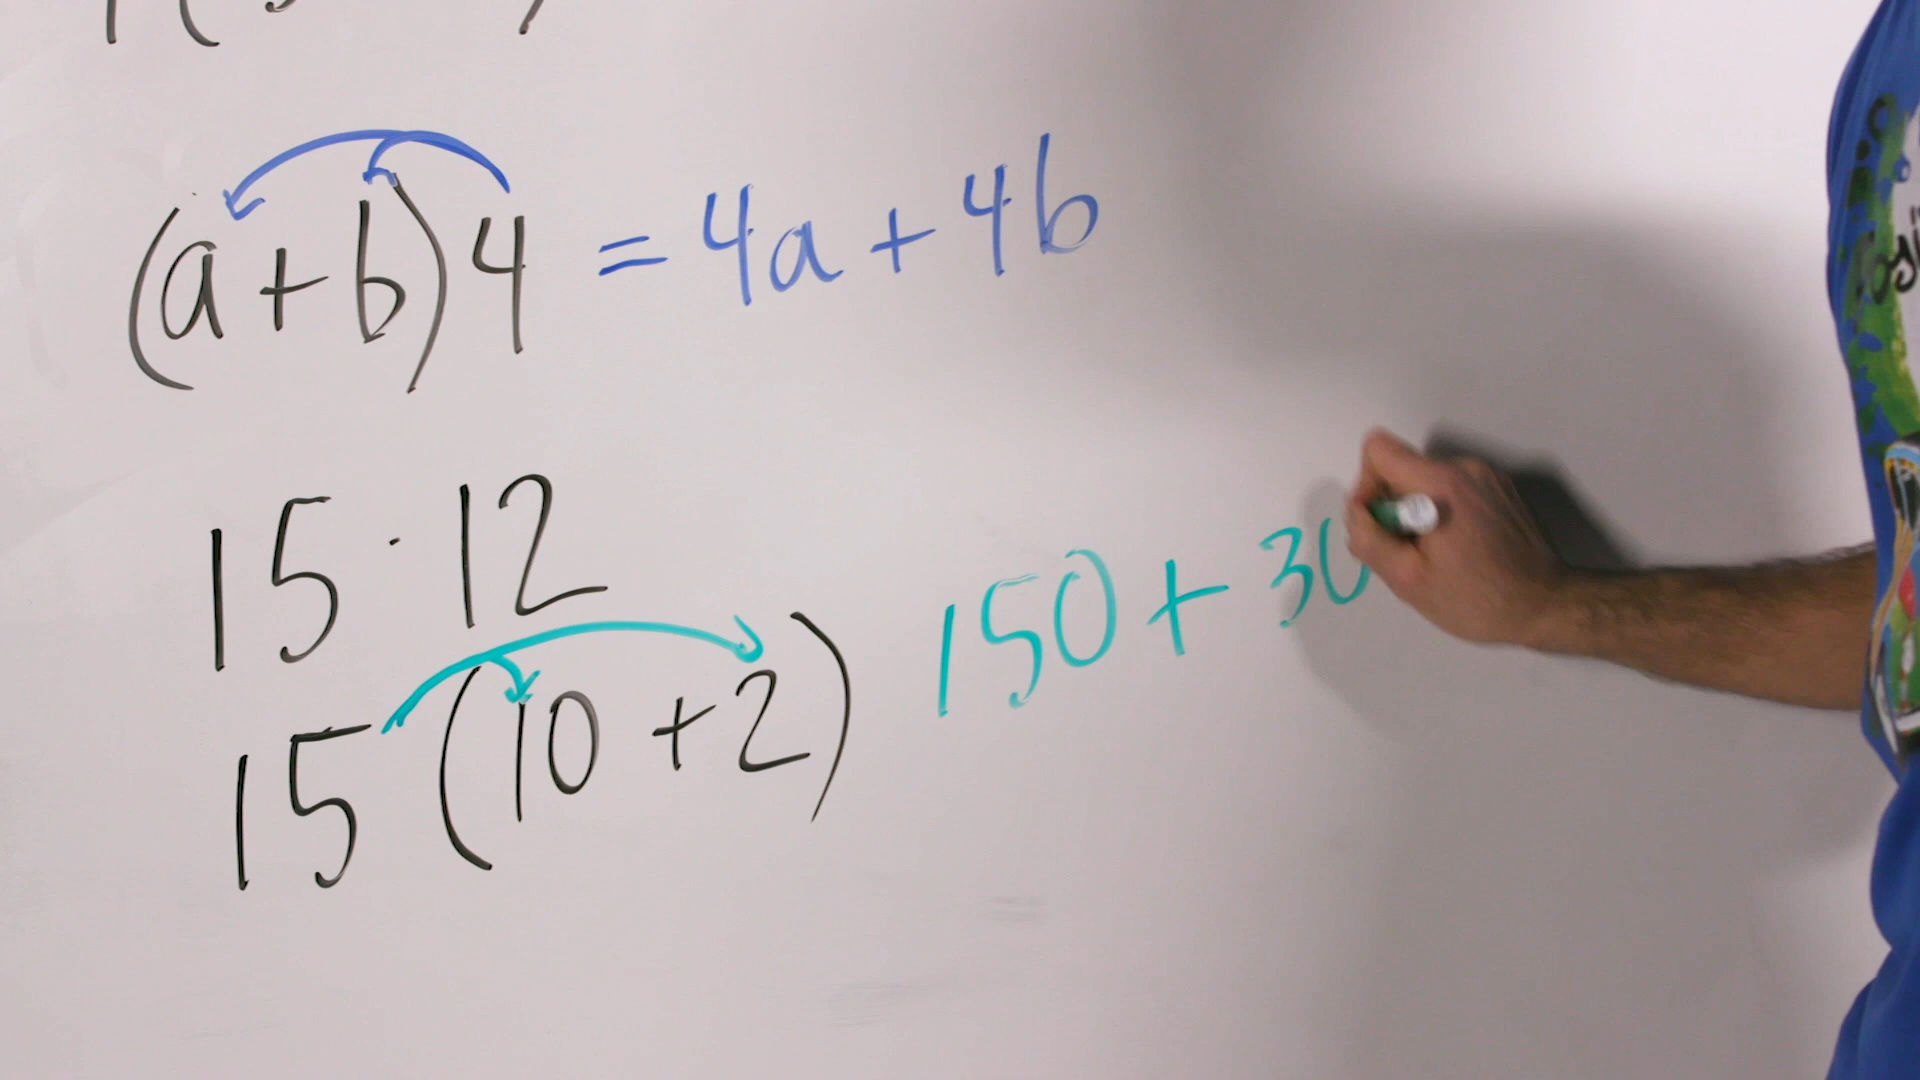 (a+b)4 = 4a+4b
15·12
15(10+2) 150+30